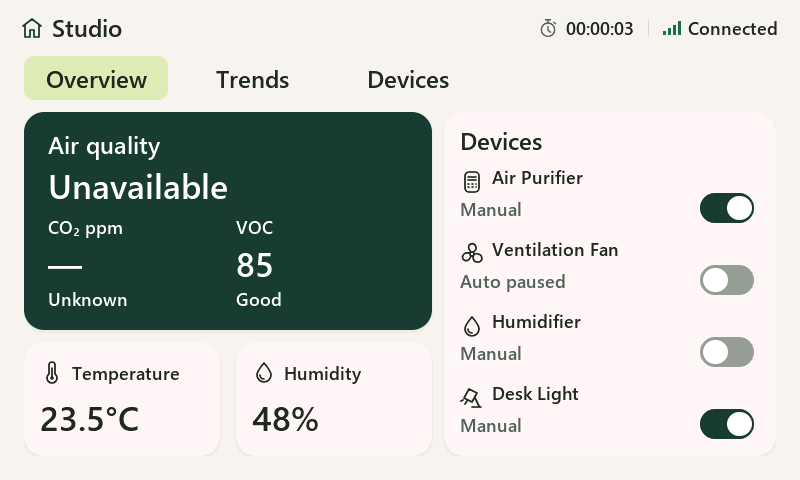 Studio
00:00:03
Connected
Overview
Trends
Devices
Air quality
Unavailable
CO₂ ppm
VOC
—
85
Unknown
Good
Temperature
23.5°C
Humidity
48%
Devices
Air Purifier
Manual
Ventilation Fan
Auto paused
Humidifier
Manual
Desk Light
Manual